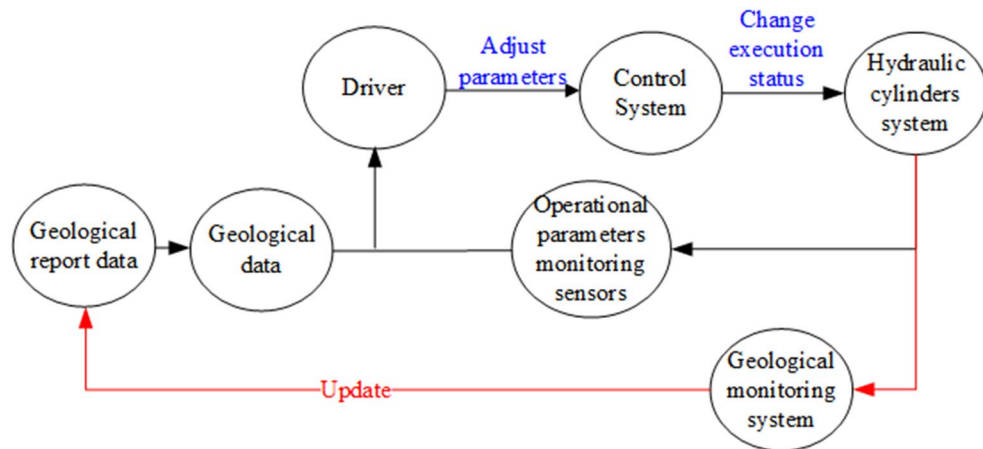 Driver
Adjust
parameters
Control
System
Change
execution
status
Hydraulic
cylinders
system
Geological
report data
Geological
data
Operational
parameters
monitoring
sensors
Geological
monitoring
system
Update